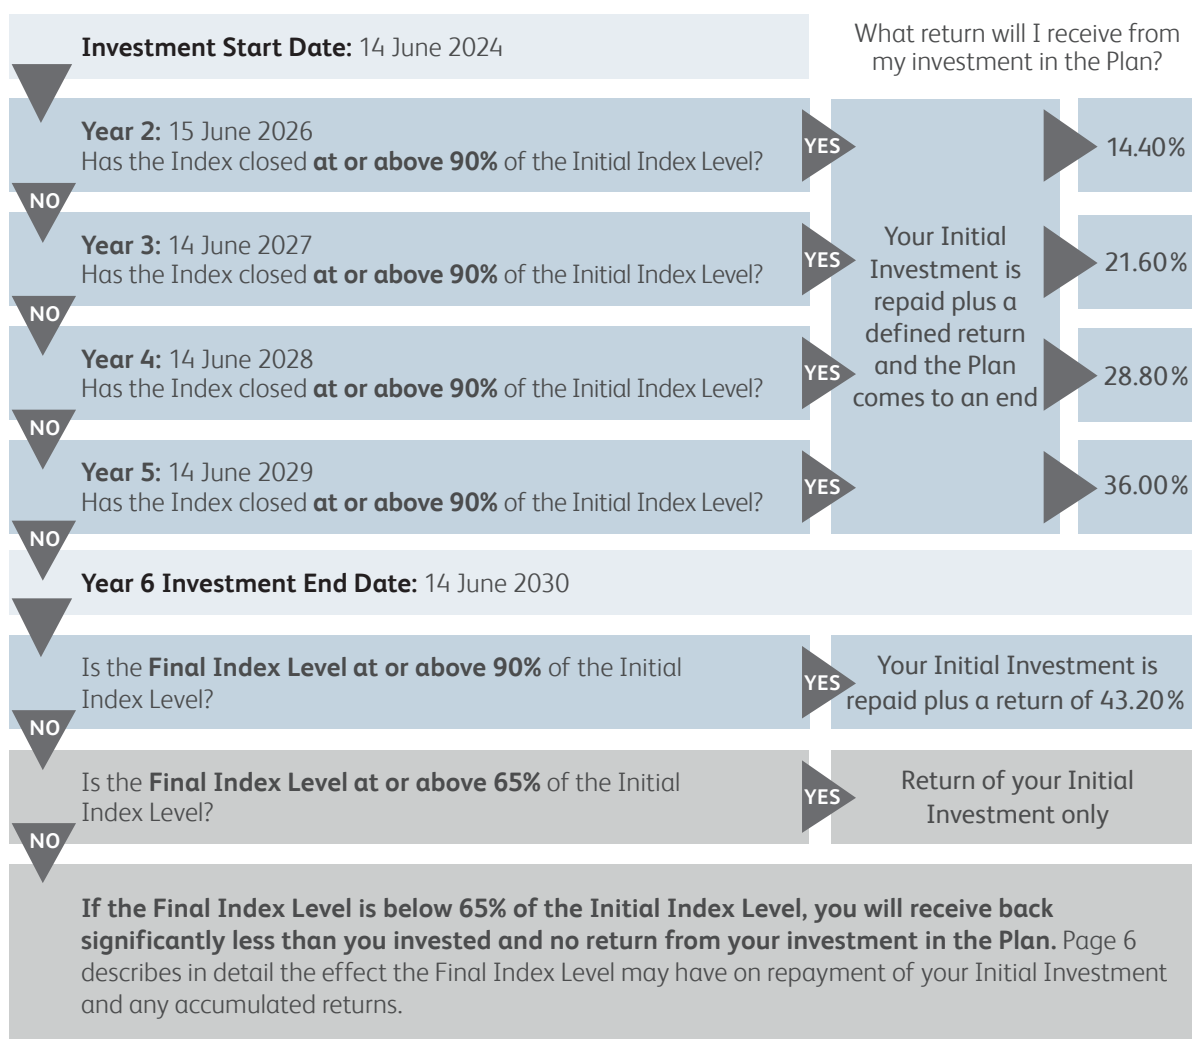 Investment Start Date: 14 June 2024
What return will I receive from
my investment in the Plan?
Year 2: 15 June 2026
Has the Index closed at or above 90% of the Initial Index Level?
YES
14.40%
NO
Year 3: 14 June 2027
Has the Index closed at or above 90% of the Initial Index Level?
YES
21.60%
NO
Year 4: 14 June 2028
Has the Index closed at or above 90% of the Initial Index Level?
YES
28.80%
NO
Year 5: 14 June 2029
Has the Index closed at or above 90% of the Initial Index Level?
YES
36.00%
Your Initial
Investment is
repaid plus a
defined return
and the Plan
comes to an end
NO
Year 6 Investment End Date: 14 June 2030
Is the Final Index Level at or above 90% of the Initial
Index Level?
YES
Your Initial Investment is
repaid plus a return of 43.20%
NO
Is the Final Index Level at or above 65% of the Initial
Index Level?
YES
Return of your Initial
Investment only
NO
If the Final Index Level is below 65% of the Initial Index Level, you will receive back
significantly less than you invested and no return from your investment in the Plan. Page 6
describes in detail the effect the Final Index Level may have on repayment of your Initial Investment
and any accumulated returns.